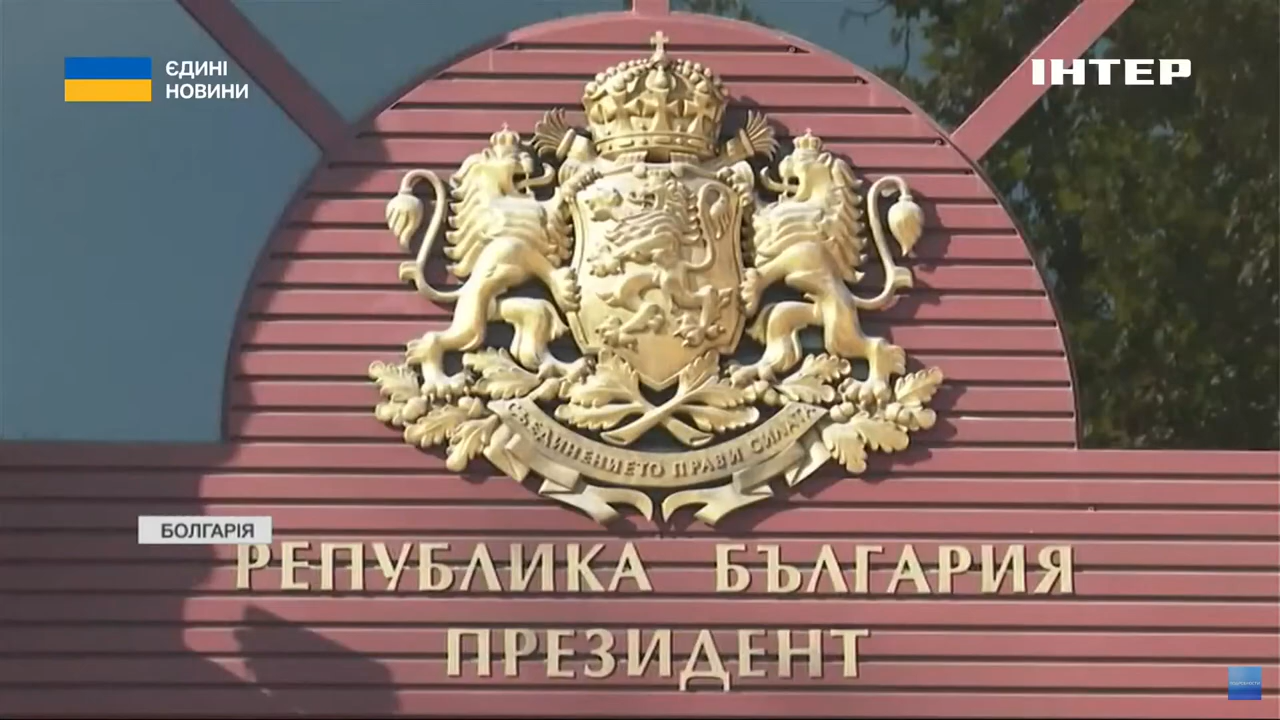 ЄДИНІ
НОВИНИ
ІНТЕР
СЪЕДИНЕНИЕТО ПРАВИ СИЛАТА
БОЛГАРІЯ
РЕПУБЛИКА БЪЛГАРИЯ
ПРЕЗИДЕНТ